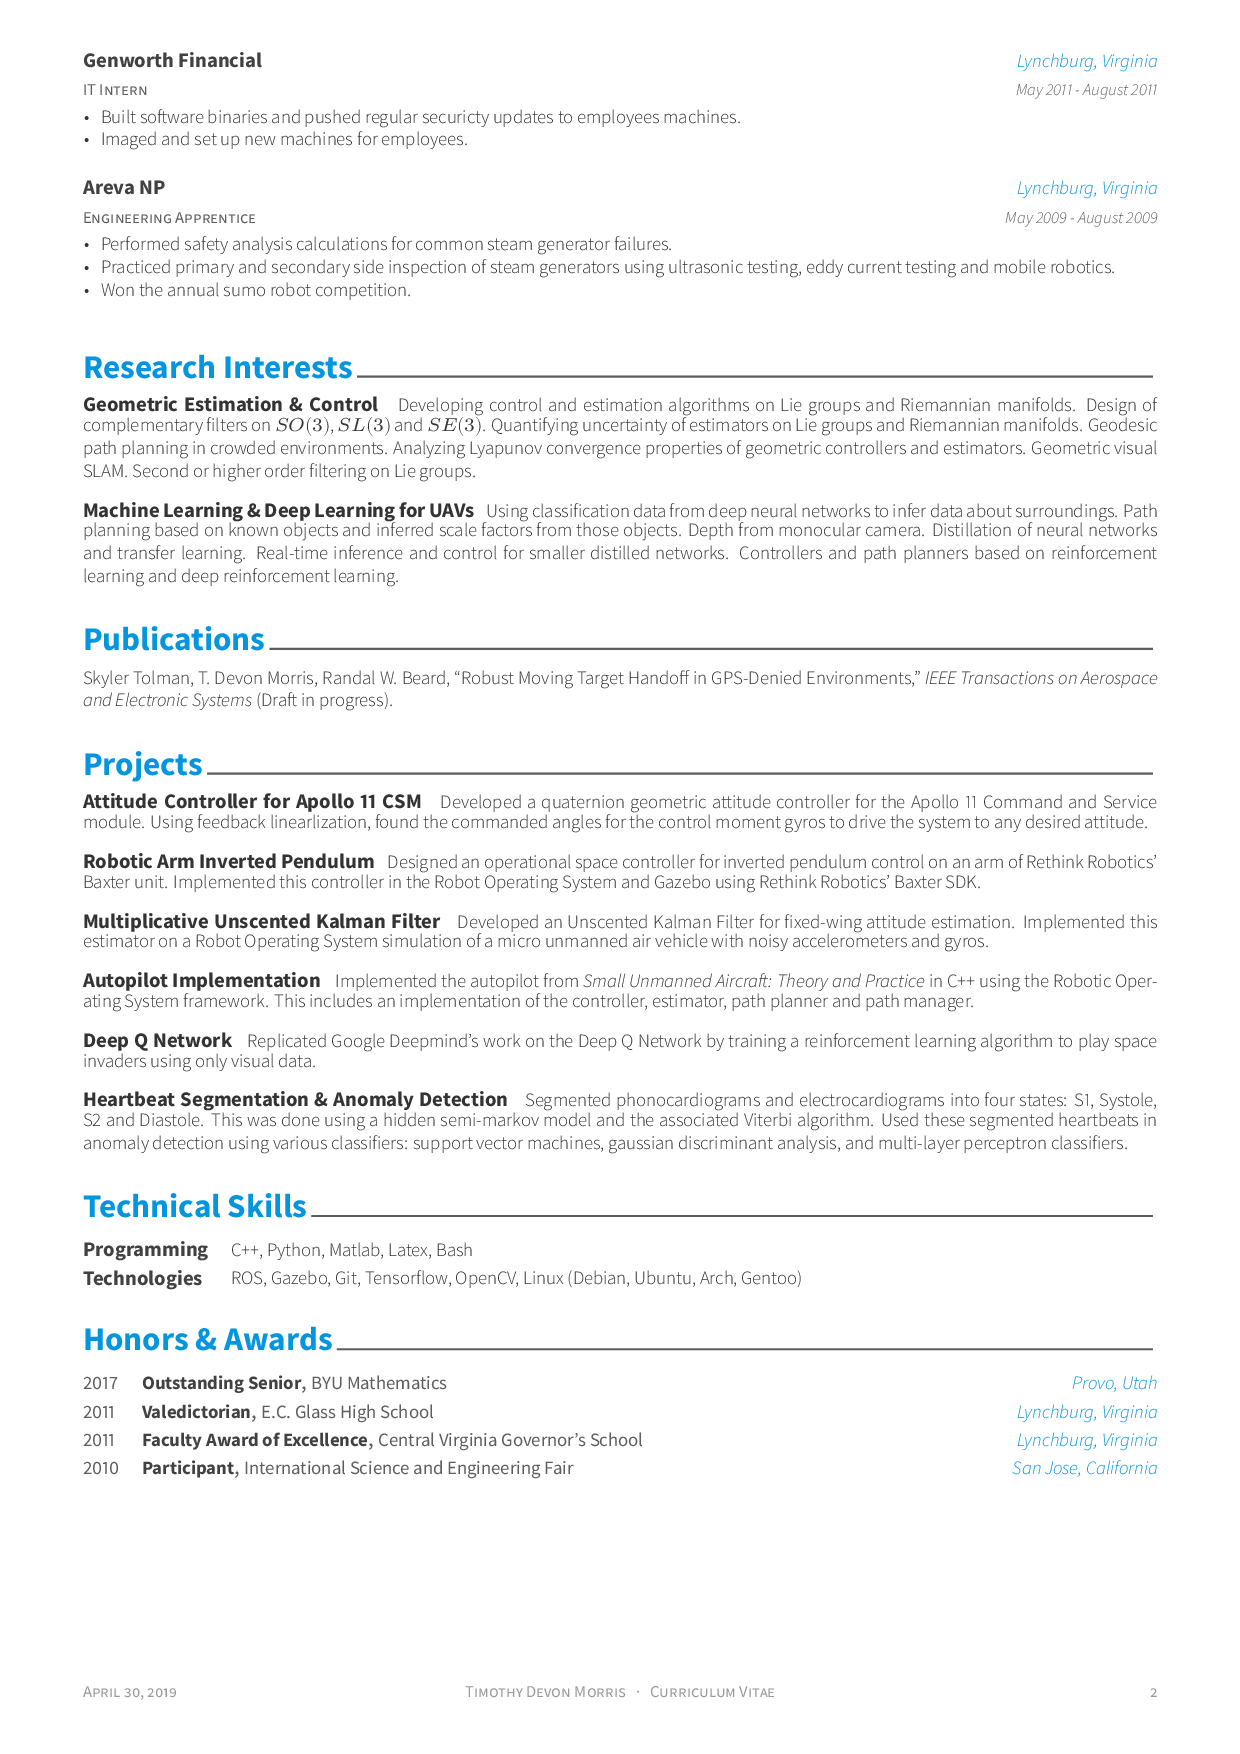 Genworth Financial Lynchburg, Virginia
IT Intern May 2011 - August 2011
• Built software binaries and pushed regular securicty updates to employees machines.
• Imaged and set up new machines for employees.
Areva NP Lynchburg, Virginia
Engineering Apprentice May 2009 - August 2009
• Performed safety analysis calculations for common steam generator failures.
• Practiced primary and secondary side inspection of steam generators using ultrasonic testing, eddy current testing and mobile robotics.
• Won the annual sumo robot competition.
Research Interests
Geometric Estimation & Control Developing control and estimation algorithms on Lie groups and Riemannian manifolds. Design of
complementary filters on SO(3), SL(3) and SE(3). Quantifying uncertainty of estimators on Lie groups and Riemannian manifolds. Geodesic
path planning in crowded environments. Analyzing Lyapunov convergence properties of geometric controllers and estimators. Geometric visual
SLAM. Second or higher order filtering on Lie groups.
Machine Learning & Deep Learning for UAVs Using classification data from deep neural networks to infer data about surroundings. Path
planning based on known objects and inferred scale factors from those objects. Depth from monocular camera. Distillation of neural networks
and transfer learning. Real-time inference and control for smaller distilled networks. Controllers and path planners based on reinforcement
learning and deep reinforcement learning.
Publications
Skyler Tolman, T. Devon Morris, Randal W. Beard, “Robust Moving Target Handoff in GPS-Denied Environments,” IEEE Transactions on Aerospace
and Electronic Systems (Draft in progress).
Projects
Attitude Controller for Apollo 11 CSM Developed a quaternion geometric attitude controller for the Apollo 11 Command and Service
module. Using feedback linearlization, found the commanded angles for the control moment gyros to drive the system to any desired attitude.
Robotic Arm Inverted Pendulum Designed an operational space controller for inverted pendulum control on an arm of Rethink Robotics’
Baxter unit. Implemented this controller in the Robot Operating System and Gazebo using Rethink Robotics’ Baxter SDK.
Multiplicative Unscented Kalman Filter Developed an Unscented Kalman Filter for fixed-wing attitude estimation. Implemented this
estimator on a Robot Operating System simulation of a micro unmanned air vehicle with noisy accelerometers and gyros.
Autopilot Implementation Implemented the autopilot from Small Unmanned Aircraft: Theory and Practice in C++ using the Robotic Oper-
ating System framework. This includes an implementation of the controller, estimator, path planner and path manager.
Deep Q Network Replicated Google Deepmind’s work on the Deep Q Network by training a reinforcement learning algorithm to play space
invaders using only visual data.
Heartbeat Segmentation & Anomaly Detection Segmented phonocardiograms and electrocardiograms into four states: S1, Systole,
S2 and Diastole. This was done using a hidden semi-markov model and the associated Viterbi algorithm. Used these segmented heartbeats in
anomaly detection using various classifiers: support vector machines, gaussian discriminant analysis, and multi-layer perceptron classifiers.
Technical Skills
Programming C++, Python, Matlab, Latex, Bash
Technologies ROS, Gazebo, Git, Tensorflow, OpenCV, Linux (Debian, Ubuntu, Arch, Gentoo)
Honors & Awards
2017 Outstanding Senior, BYU Mathematics Provo, Utah
2011 Valedictorian, E.C. Glass High School Lynchburg, Virginia
2011 Faculty Award of Excellence, Central Virginia Governor’s School Lynchburg, Virginia
2010 Participant, International Science and Engineering Fair San Jose, California
April 30, 2019 Timothy Devon Morris · Curriculum Vitae 2